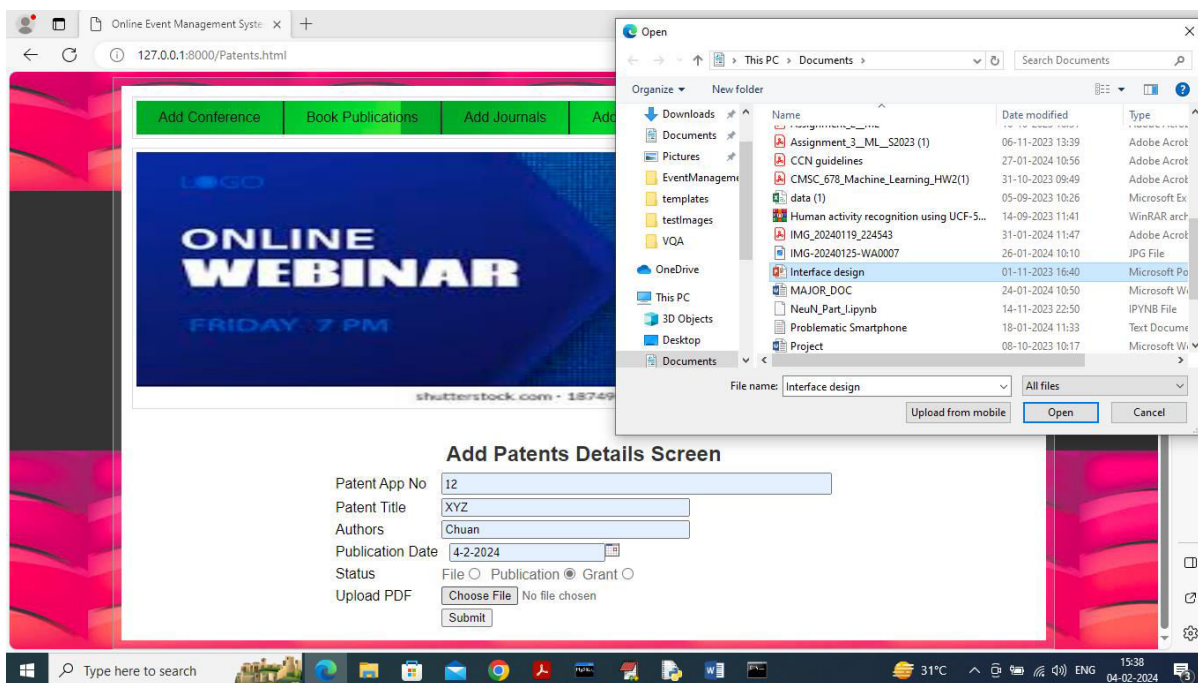 Online Event Management Syste
127.0.0.1:8000/Patents.html
Add Conference
Book Publications
Add Journals
Add
LOGO
ONLINE
WEBINAR
FRIDAY 7 PM
shutterstock.com · 18749
Open
This PC > Documents >
Search Documents
Organize
New folder
Downloads
Documents
Pictures
EventManageme
templates
testImages
VQA
OneDrive
This PC
3D Objects
Desktop
Documents
Name Date modified Type
Assignment_3__ML__S2023 (1) 06-11-2023 13:39 Adobe Acrob
CCN guidelines 27-01-2024 10:56 Adobe Acrob
CMSC_678_Machine_Learning_HW2(1) 31-10-2023 09:49 Adobe Acrob
data (1) 05-09-2023 10:26 Microsoft Ex
Human activity recognition using UCF-5... 14-09-2023 11:41 WinRAR arch
IMG_20240119_224543 31-01-2024 11:47 Adobe Acrob
IMG-20240125-WA0007 26-01-2024 10:10 JPG File
Interface design 01-11-2023 16:40 Microsoft Po
MAJOR_DOC 24-01-2024 10:50 Microsoft Wo
NeuN_Part_I.ipynb 14-11-2023 22:50 IPYNB File
Problematic Smartphone 18-01-2024 11:33 Text Docume
Project 08-10-2023 10:17 Microsoft Wo
File name: Interface design All files
Upload from mobile Open Cancel
Add Patents Details Screen
Patent App No 12
Patent Title XYZ
Authors Chuan
Publication Date 4-2-2024
Status File Publication Grant
Upload PDF Choose File No file chosen
Submit
Type here to search
31°C
ENG
15:38
04-02-2024
3